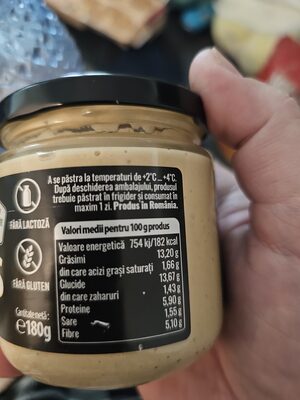 A se păstra la temperaturi de +2°C ... +4°C.
După deschiderea ambalajului, produsul
trebuie păstrat în frigider și consumat în
maxim 1 zi. Produs în România.
FĂRĂ LACTOZĂ
FĂRĂ GLUTEN
Cantitate netă:
℮180g
Valori medii pentru 100 g produs
Valoare energetică 754 kj/182 kcal
Grăsimi 13,20 g
din care acizi grași saturați 1,66 g
Glucide 13,67 g
din care zaharuri 1,43 g
Proteine 5,90 g
Sare 1,55 g
Fibre 5,10 g